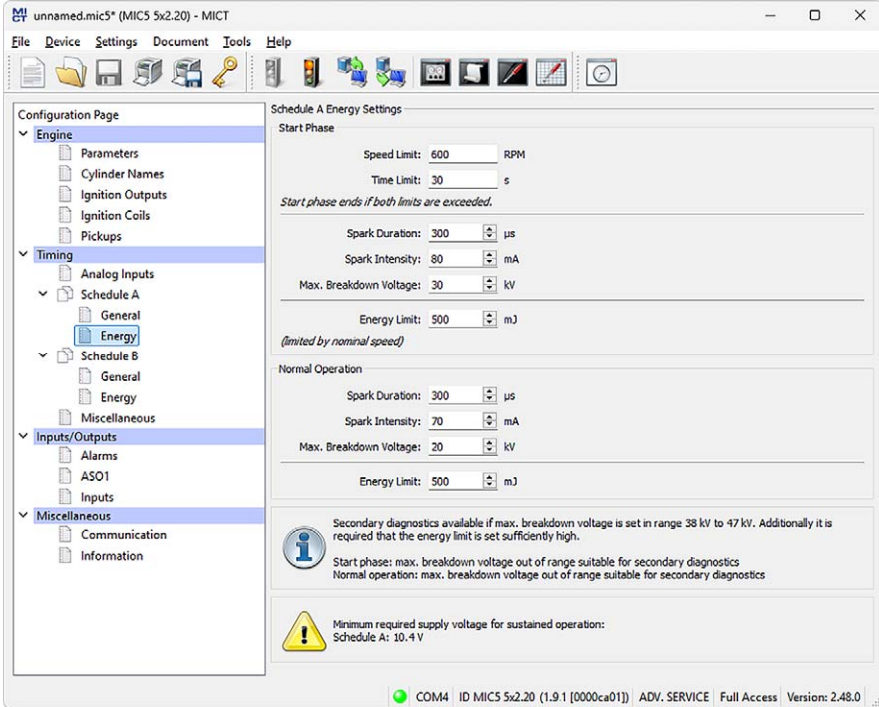 MICT unnamed.mic5* (MIC5 5x2.20) - MICT
File Device Settings Document Tools Help
Configuration Page
Engine
Parameters
Cylinder Names
Ignition Outputs
Ignition Coils
Pickups
Timing
Analog Inputs
Schedule A
General
Energy
Schedule B
General
Energy
Miscellaneous
Inputs/Outputs
Alarms
ASO1
Inputs
Miscellaneous
Communication
Information
Schedule A Energy Settings
Start Phase
Speed Limit: 600 RPM
Time Limit: 30 s
Start phase ends if both limits are exceeded.
Spark Duration: 300 µs
Spark Intensity: 80 mA
Max. Breakdown Voltage: 30 kV
Energy Limit: 500 mJ
(limited by nominal speed)
Normal Operation
Spark Duration: 300 µs
Spark Intensity: 70 mA
Max. Breakdown Voltage: 20 kV
Energy Limit: 500 mJ
Secondary diagnostics available if max. breakdown voltage is set in range 38 kV to 47 kV. Additionally it is
required that the energy limit is set sufficiently high.
Start phase: max. breakdown voltage out of range suitable for secondary diagnostics
Normal operation: max. breakdown voltage out of range suitable for secondary diagnostics
Minimum required supply voltage for sustained operation:
Schedule A: 10.4 V
COM4 ID MIC5 5x2.20 (1.9.1 [0000ca01]) ADV. SERVICE Full Access Version: 2.48.0